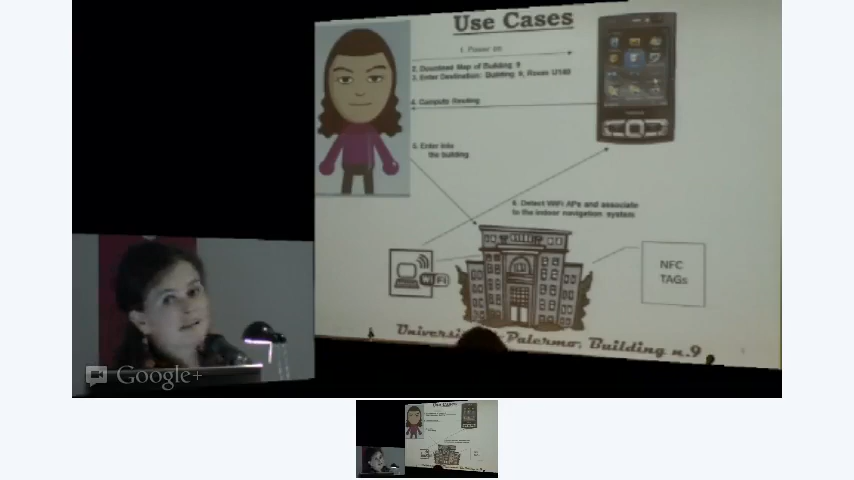 Use Cases
1. Power on
2. Download Map of Building 9
3. Enter Destination: Building 9, Room U180
4. Compute Routing
5. Enter into
the building
6. Detect WiFi APs and associate
to the indoor navigation system
WiFi
NFC
TAGs
Palermo, Building n.9
Google+